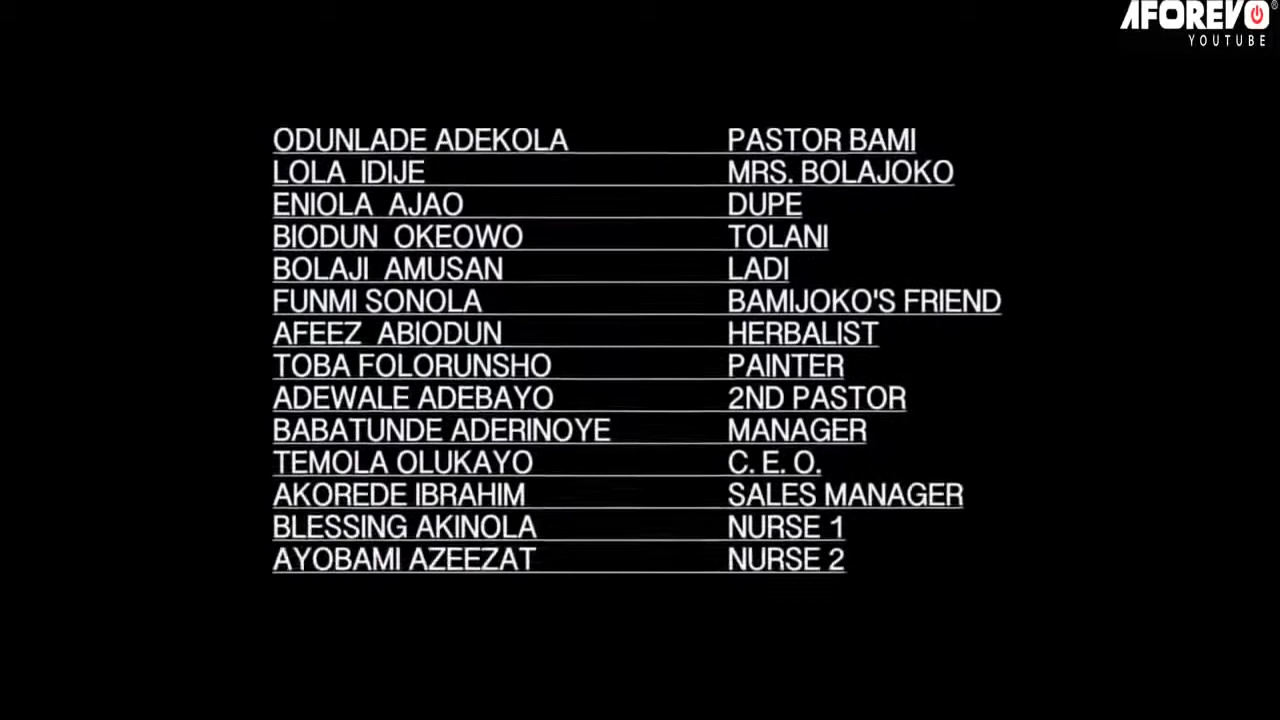 AFOREVO®
YOUTUBE
ODUNLADE ADEKOLA PASTOR BAMI
LOLA IDIJE MRS. BOLAJOKO
ENIOLA AJAO DUPE
BIODUN OKEOWO TOLANI
BOLAJI AMUSAN LADI
FUNMI SONOLA BAMIJOKO'S FRIEND
AFEEZ ABIODUN HERBALIST
TOBA FOLORUNSHO PAINTER
ADEWALE ADEBAYO 2ND PASTOR
BABATUNDE ADERINOYE MANAGER
TEMOLA OLUKAYO C. E. O.
AKOREDE IBRAHIM SALES MANAGER
BLESSING AKINOLA NURSE 1
AYOBAMI AZEEZAT NURSE 2